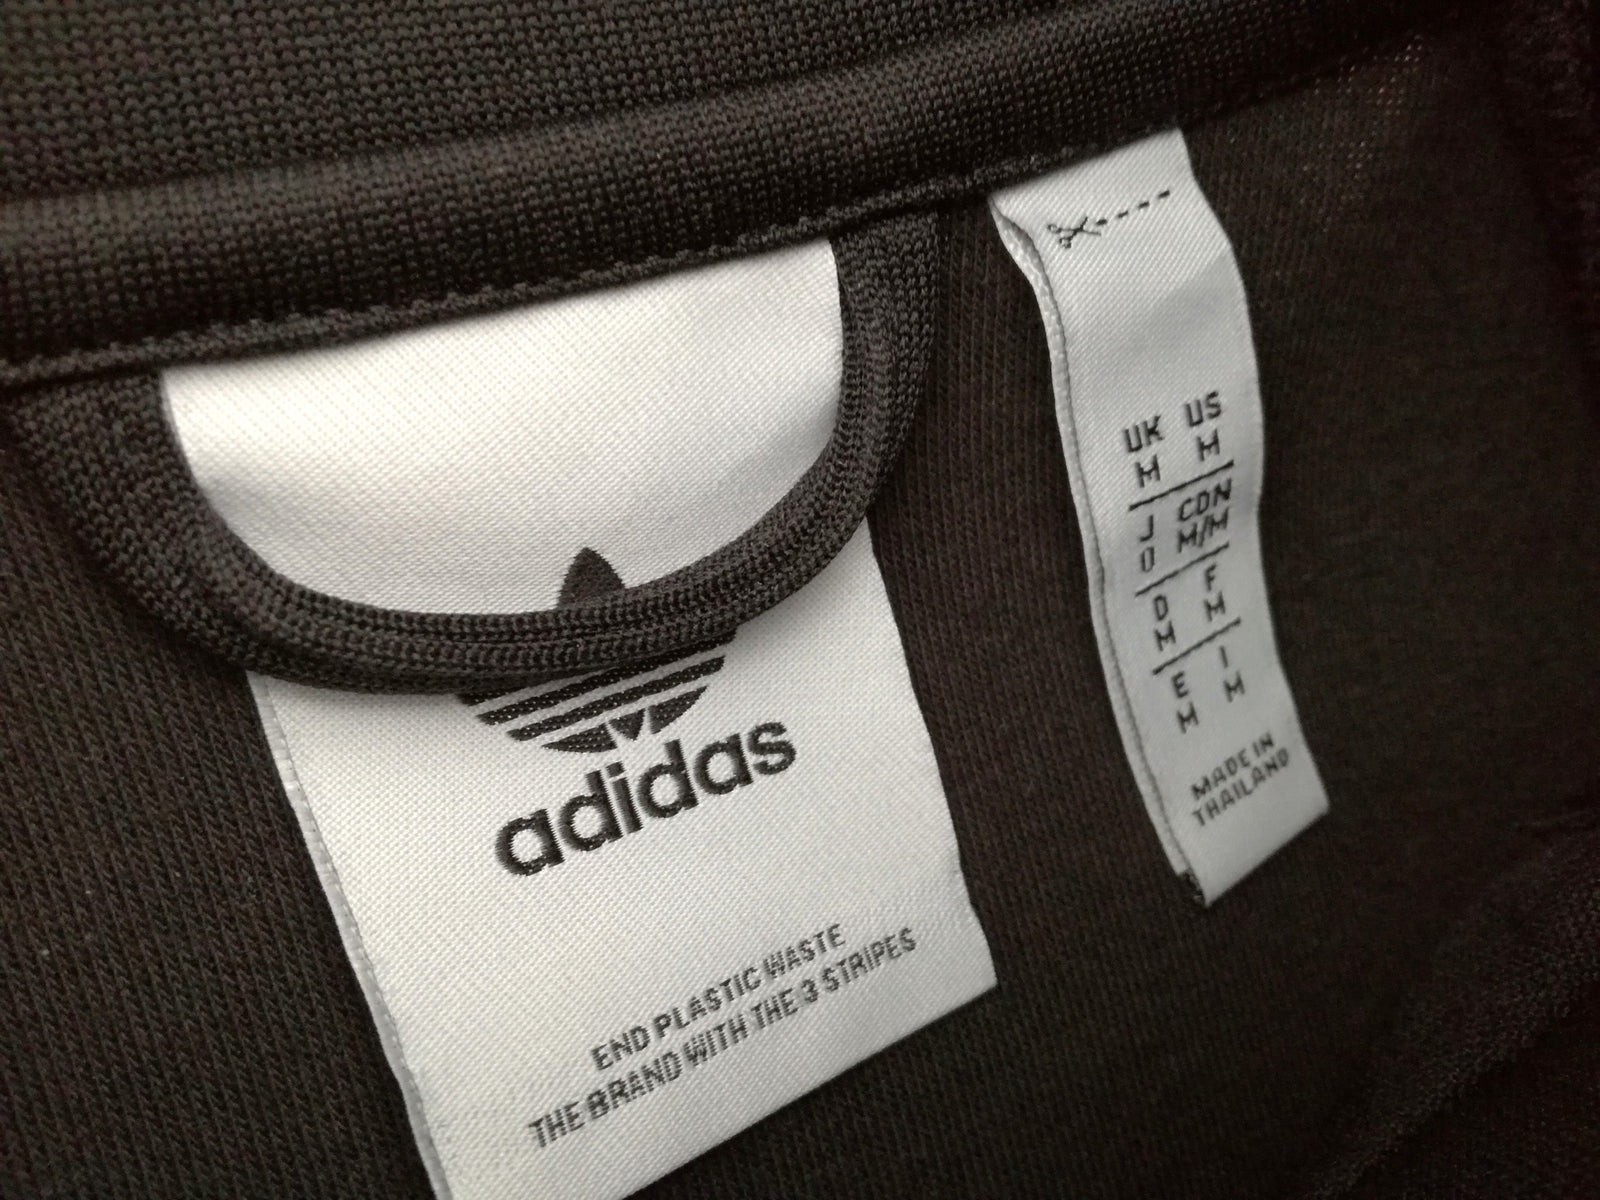 adidas
END PLASTIC WASTE
THE BRAND WITH THE 3 STRIPES
UK US
M M
J CDN
O M/M
D F
M M
E I
M M
MADE IN
THAILAND